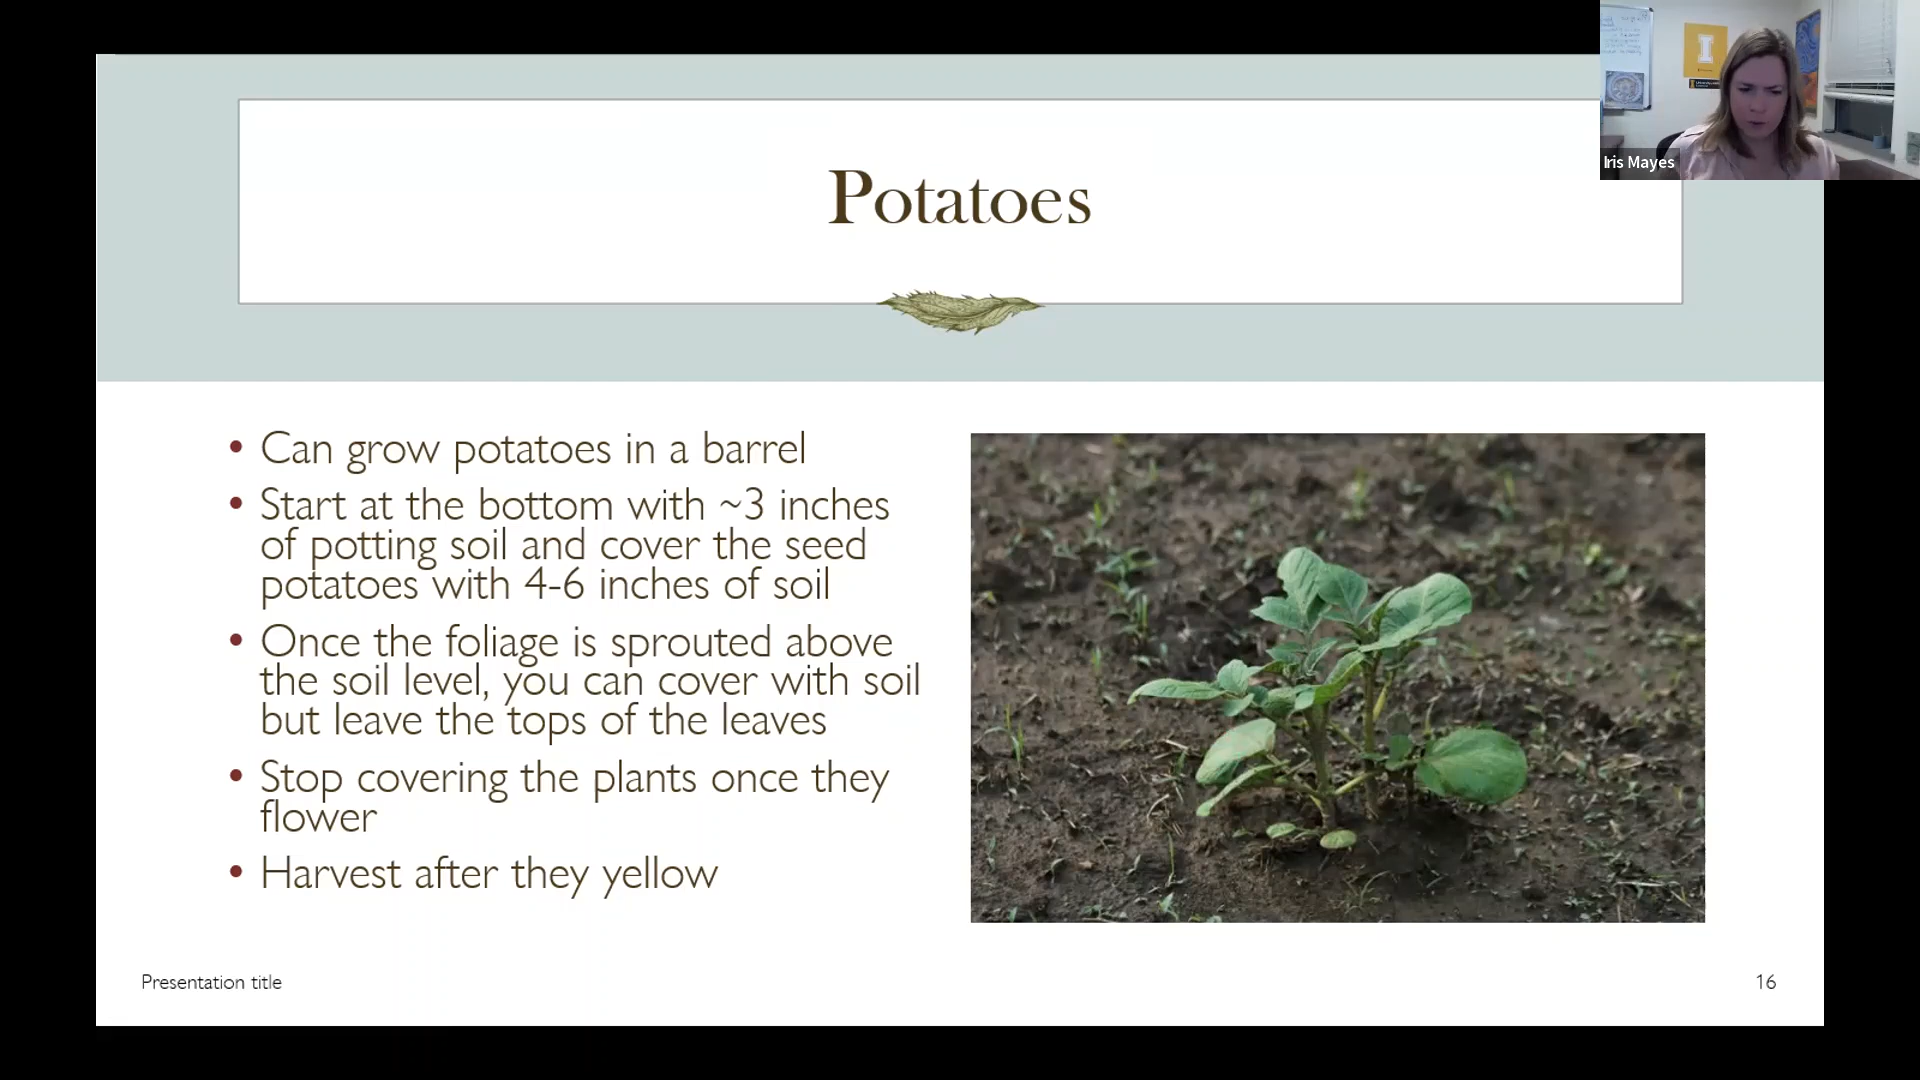 Iris Mayes
Potatoes
• Can grow potatoes in a barrel
• Start at the bottom with ~3 inches
of potting soil and cover the seed
potatoes with 4-6 inches of soil
• Once the foliage is sprouted above
the soil level, you can cover with soil
but leave the tops of the leaves
• Stop covering the plants once they
flower
• Harvest after they yellow
Presentation title
16